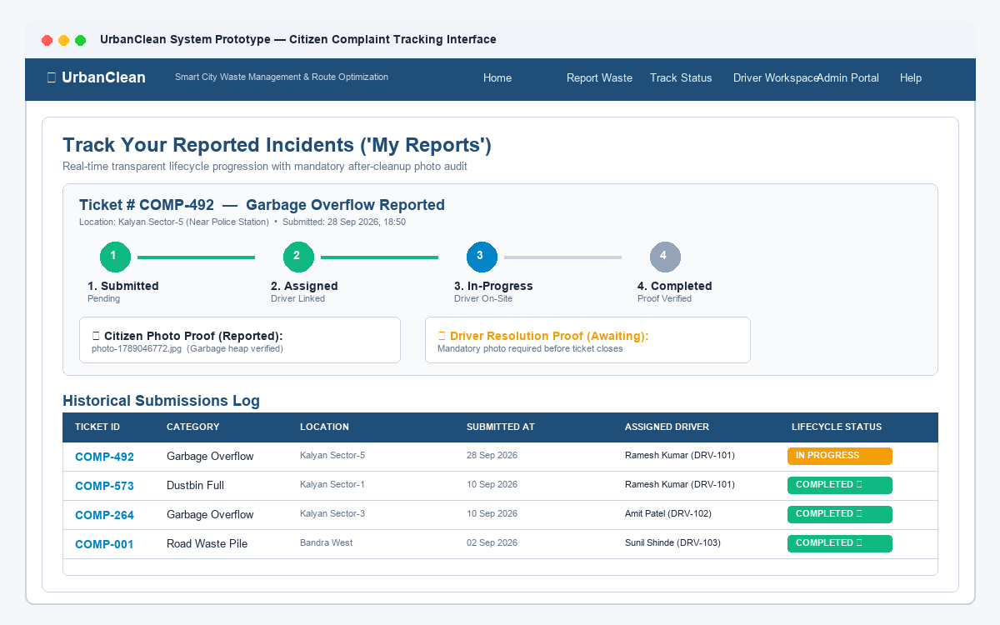 UrbanClean System Prototype — Citizen Complaint Tracking Interface
UrbanClean Smart City Waste Management & Route Optimization Home Report Waste Track Status Driver Workspace Admin Portal Help
Track Your Reported Incidents ('My Reports')
Real-time transparent lifecycle progression with mandatory after-cleanup photo audit
Ticket # COMP-492 — Garbage Overflow Reported
Location: Kalyan Sector-5 (Near Police Station) • Submitted: 28 Sep 2026, 18:50
1 2 3 4
1. Submitted 2. Assigned 3. In-Progress 4. Completed
Pending Driver Linked Driver On-Site Proof Verified
Citizen Photo Proof (Reported):
photo-1789046772.jpg (Garbage heap verified)
Driver Resolution Proof (Awaiting):
Mandatory photo required before ticket closes
Historical Submissions Log
TICKET ID CATEGORY LOCATION SUBMITTED AT ASSIGNED DRIVER LIFECYCLE STATUS
COMP-492 Garbage Overflow Kalyan Sector-5 28 Sep 2026 Ramesh Kumar (DRV-101) IN PROGRESS
COMP-573 Dustbin Full Kalyan Sector-1 10 Sep 2026 Ramesh Kumar (DRV-101) COMPLETED
COMP-264 Garbage Overflow Kalyan Sector-3 10 Sep 2026 Amit Patel (DRV-102) COMPLETED
COMP-001 Road Waste Pile Bandra West 02 Sep 2026 Sunil Shinde (DRV-103) COMPLETED